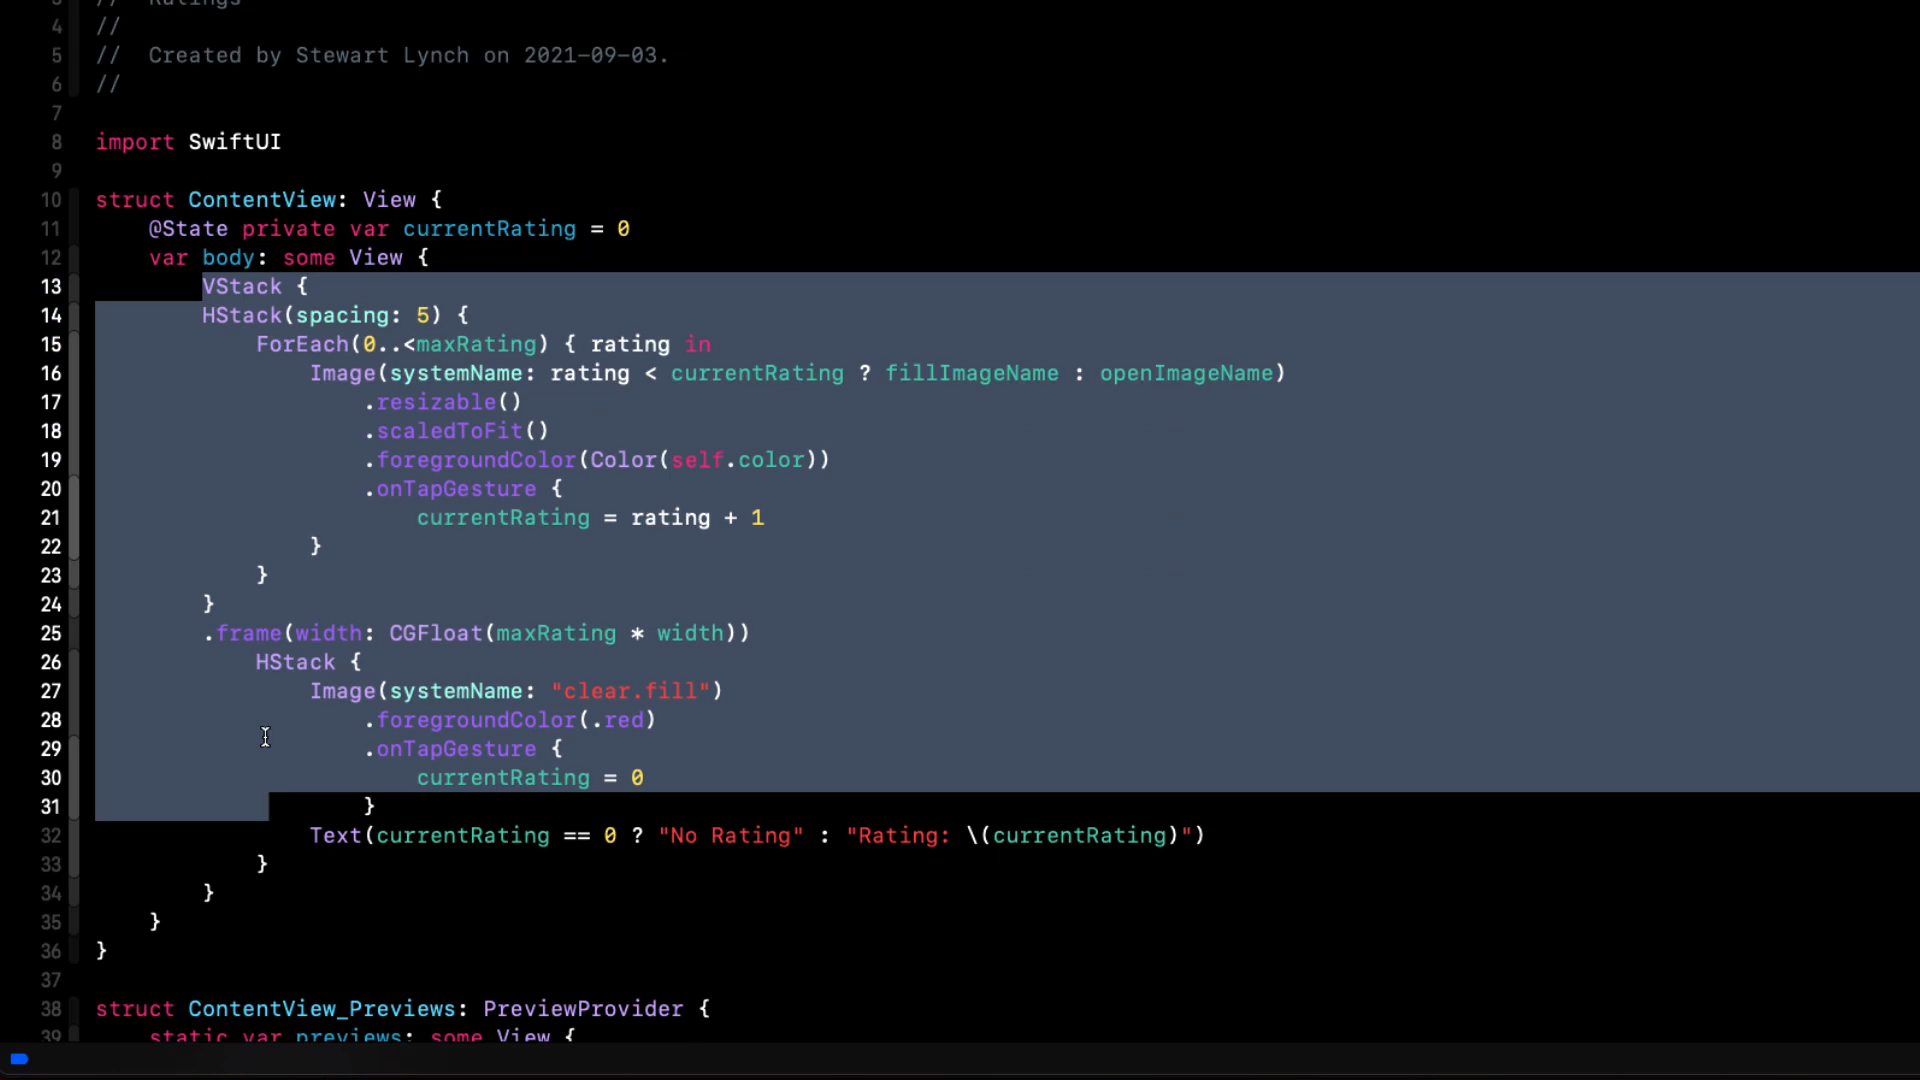 3 // Ratings
4 //
5 // Created by Stewart Lynch on 2021-09-03.
6 //
7
8 import SwiftUI
9
10 struct ContentView: View {
11 @State private var currentRating = 0
12 var body: some View {
13 VStack {
14 HStack(spacing: 5) {
15 ForEach(0..<maxRating) { rating in
16 Image(systemName: rating < currentRating ? fillImageName : openImageName)
17 .resizable()
18 .scaledToFit()
19 .foregroundColor(Color(self.color))
20 .onTapGesture {
21 currentRating = rating + 1
22 }
23 }
24 }
25 .frame(width: CGFloat(maxRating * width))
26 HStack {
27 Image(systemName: "clear.fill")
28 .foregroundColor(.red)
29 .onTapGesture {
30 currentRating = 0
31 }
32 Text(currentRating == 0 ? "No Rating" : "Rating: \(currentRating)")
33 }
34 }
35 }
36 }
37
38 struct ContentView_Previews: PreviewProvider {
39 static var previews: some View {